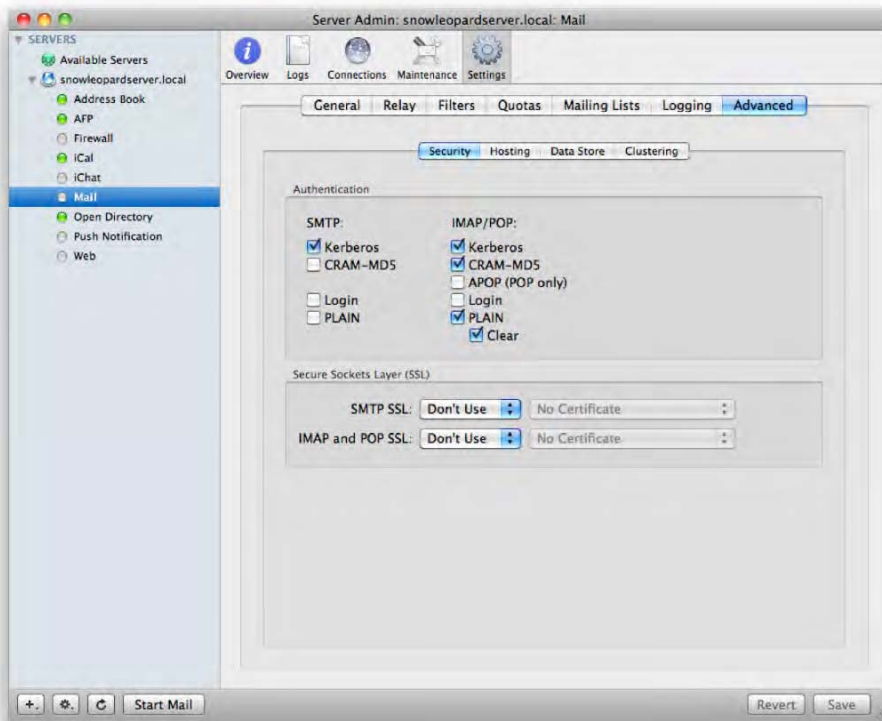 Server Admin: snowleopardserver.local: Mail
SERVERS
Available Servers
snowleopardserver.local
Address Book
AFP
Firewall
iCal
iChat
Mail
Open Directory
Push Notification
Web
Overview Logs Connections Maintenance Settings
General Relay Filters Quotas Mailing Lists Logging Advanced
Security Hosting Data Store Clustering
Authentication
SMTP: IMAP/POP:
Kerberos Kerberos
CRAM-MD5 CRAM-MD5
APOP (POP only)
Login Login
PLAIN PLAIN
Clear
Secure Sockets Layer (SSL)
SMTP SSL: Don't Use No Certificate
IMAP and POP SSL: Don't Use No Certificate
Start Mail Revert Save